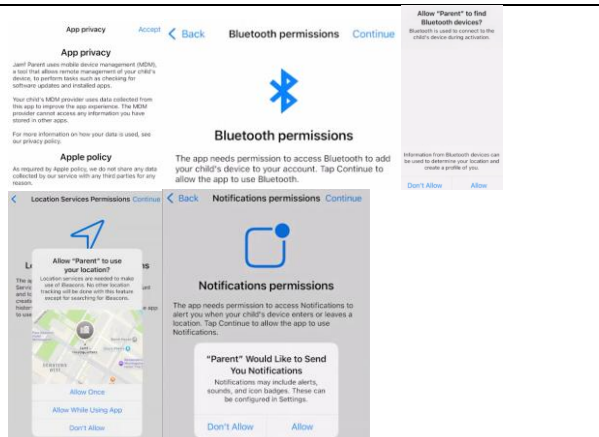 App privacy Accept
App privacy
Jamf Parent uses mobile device management (MDM),
a tool that allows remote management of your child's
device, to perform tasks such as checking for
software updates and installed apps.
Your child's MDM provider uses data collected from
this app to improve the app experience. The MDM
provider cannot access any information you have
stored in other apps.
For more information on how your data is used, see
our privacy policy.
Apple policy
As required by Apple policy, we do not share any data
collected by our service with any third parties for any
reason.
Back Bluetooth permissions Continue
Bluetooth permissions
The app needs permission to access Bluetooth to add
your child's device to your account. Tap Continue to
allow the app to use Bluetooth.
Allow "Parent" to find
Bluetooth devices?
Bluetooth is used to connect to the
child's device during activation.
Information from Bluetooth devices can
be used to determine your location and
create a profile of you.
Don't Allow Allow
Location Services Permissions Continue
Allow "Parent" to use
your location?
Location services are needed to make
use of iBeacons. No other location
tracking will be done with this feature
except for searching for iBeacons.
Allow Once
Allow While Using App
Don't Allow
Back Notifications permissions Continue
Notifications permissions
The app needs permission to access Notifications to
alert you when your child's device enters or leaves a
location. Tap Continue to allow the app to use
Notifications.
"Parent" Would Like to Send
You Notifications
Notifications may include alerts,
sounds, and icon badges. These can
be configured in Settings.
Don't Allow Allow